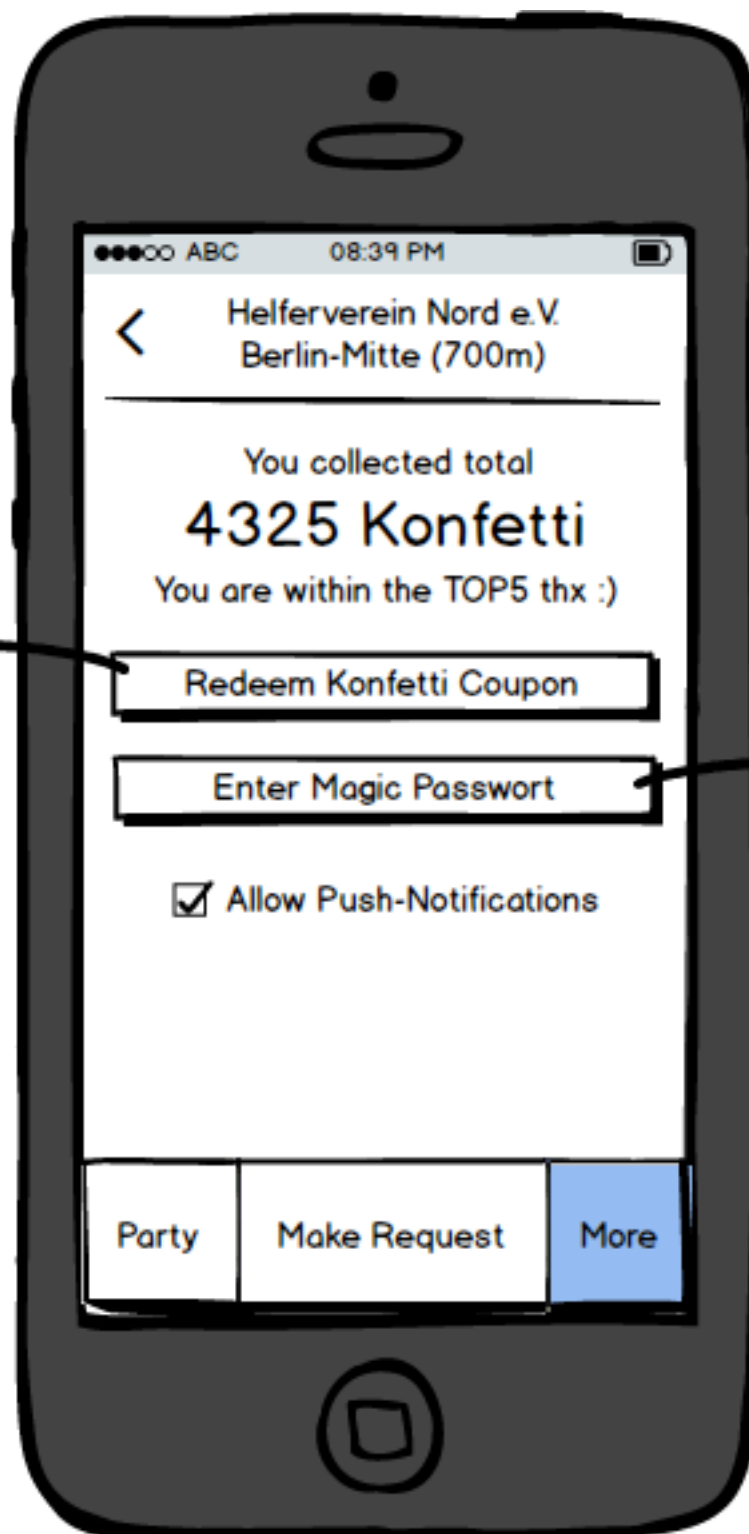 ABC 08:39 PM
Helferverein Nord e.V.
Berlin-Mitte (700m)
You collected total
4325 Konfetti
You are within the TOP5 thx :)
Redeem Konfetti Coupon
Enter Magic Passwort
Allow Push-Notifications
Party Make Request More